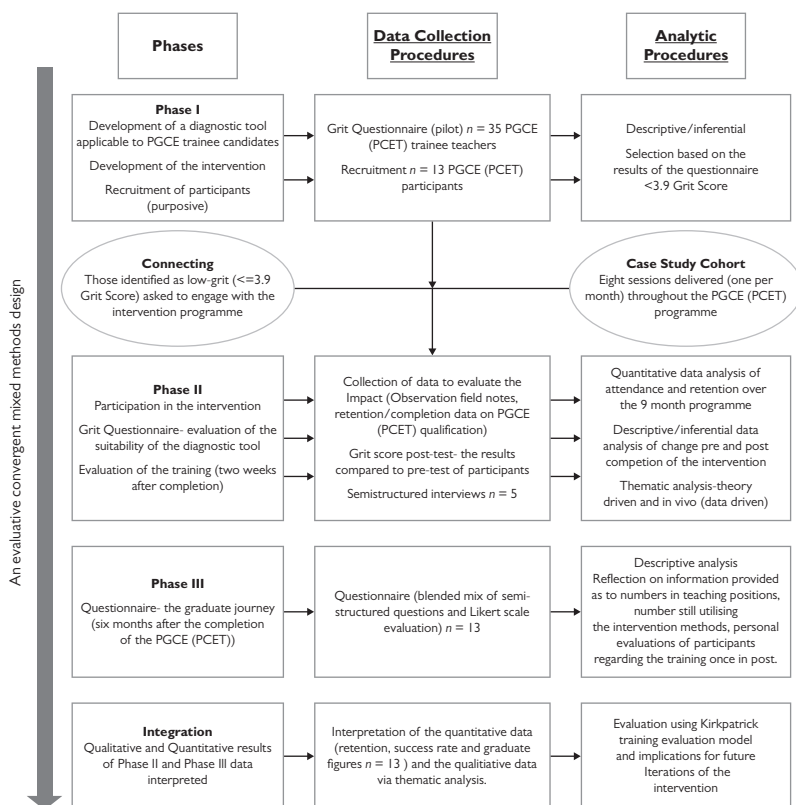 Phases
Data Collection
Procedures
Analytic
Procedures
An evaluative convergent mixed methods design
Phase I
Development of a diagnostic tool
applicable to PGCE trainee candidates
Development of the intervention
Recruitment of participants
(purposive)
Grit Questionnaire (pilot) n = 35 PGCE
(PCET) trainee teachers
Recruitment n = 13 PGCE (PCET)
participants
Descriptive/inferential
Selection based on the
results of the questionnaire
<3.9 Grit Score
Connecting
Those identified as low-grit (<=3.9
Grit Score) asked to engage with the
intervention programme
Case Study Cohort
Eight sessions delivered (one per
month) throughout the PGCE (PCET)
programme
Phase II
Participation in the intervention
Grit Questionnaire- evaluation of the
suitability of the diagnostic tool
Evaluation of the training (two weeks
after completion)
Collection of data to evaluate the
Impact (Observation field notes,
retention/completion data on PGCE
(PCET) qualification)
Grit score post-test- the results
compared to pre-test of participants
Semistructured interviews n = 5
Quantitative data analysis of
attendance and retention over
the 9 month programme
Descriptive/inferential data
analysis of change pre and post
competion of the intervention
Thematic analysis-theory
driven and in vivo (data driven)
Phase III
Questionnaire- the graduate journey
(six months after the completion
of the PGCE (PCET))
Questionnaire (blended mix of semi-
structured questions and Likert scale
evaluation) n = 13
Descriptive analysis
Reflection on information provided
as to numbers in teaching positions,
number still utilising
the intervention methods, personal
evaluations of participants
regarding the training once in post.
Integration
Qualitative and Quantitative results
of Phase II and Phase III data
interpreted
Interpretation of the quantitative data
(retention, success rate and graduate
figures n = 13 ) and the qualitiative data
via thematic analysis.
Evaluation using Kirkpatrick
training evaluation model
and implications for future
Iterations of the
intervention